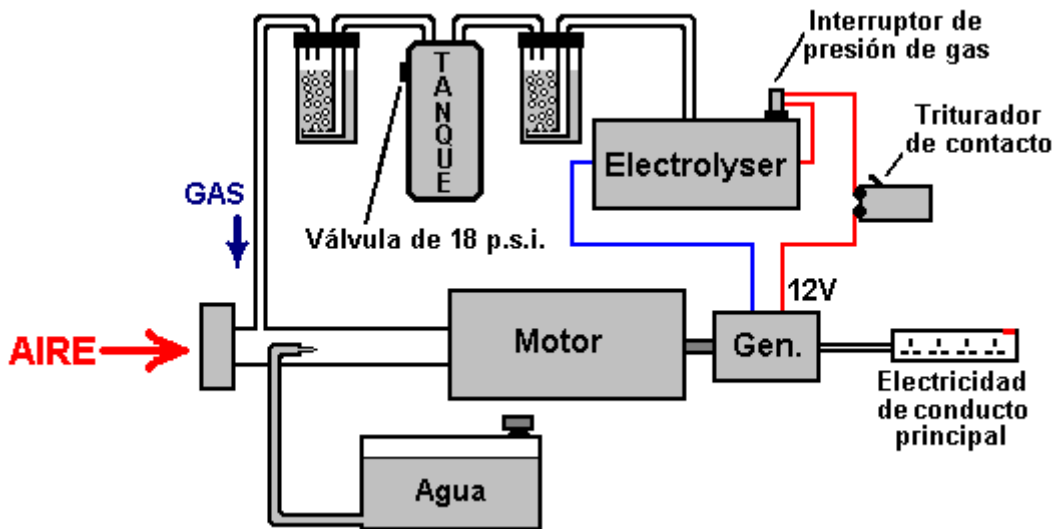 Interruptor de
presión de gas
TANQUE
Triturador
de contacto
Electrolyser
GAS
Válvula de 18 p.s.i.
12V
AIRE
Motor
Gen.
Electricidad
de conducto
principal
Agua